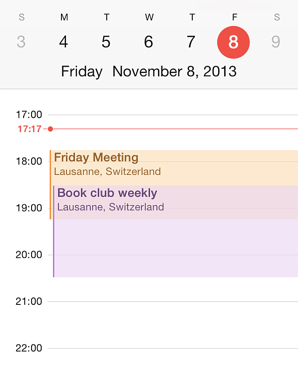 S M T W T F S
3 4 5 6 7 8 9
Friday November 8, 2013
17:00
17:17
18:00
Friday Meeting
Lausanne, Switzerland
Book club weekly
Lausanne, Switzerland
19:00
20:00
21:00
22:00